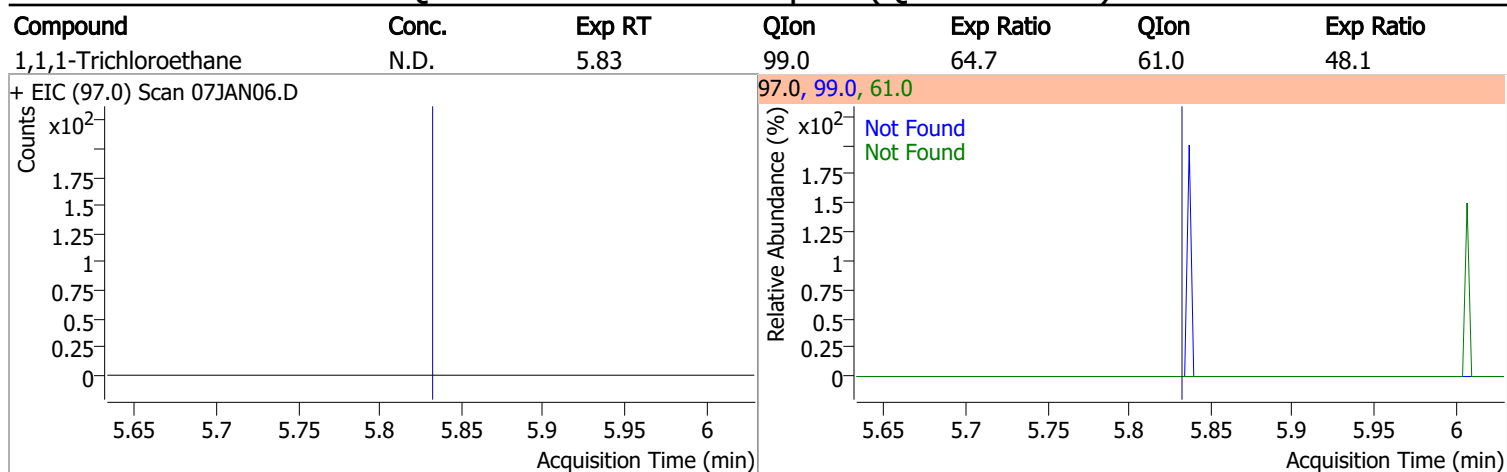 Compound Conc. Exp RT QIon Exp Ratio QIon Exp Ratio
1,1,1-Trichloroethane N.D. 5.83 99.0 64.7 61.0 48.1
+ EIC (97.0) Scan 07JAN06.D
Counts
x10²
1.75
1.5
1.25
1
0.75
0.5
0.25
0
5.65 5.7 5.75 5.8 5.85 5.9 5.95 6
Acquisition Time (min)
97.0, 99.0, 61.0
Relative Abundance (%)
x10²
Not Found
Not Found
1.75
1.5
1.25
1
0.75
0.5
0.25
0
5.65 5.7 5.75 5.8 5.85 5.9 5.95 6
Acquisition Time (min)